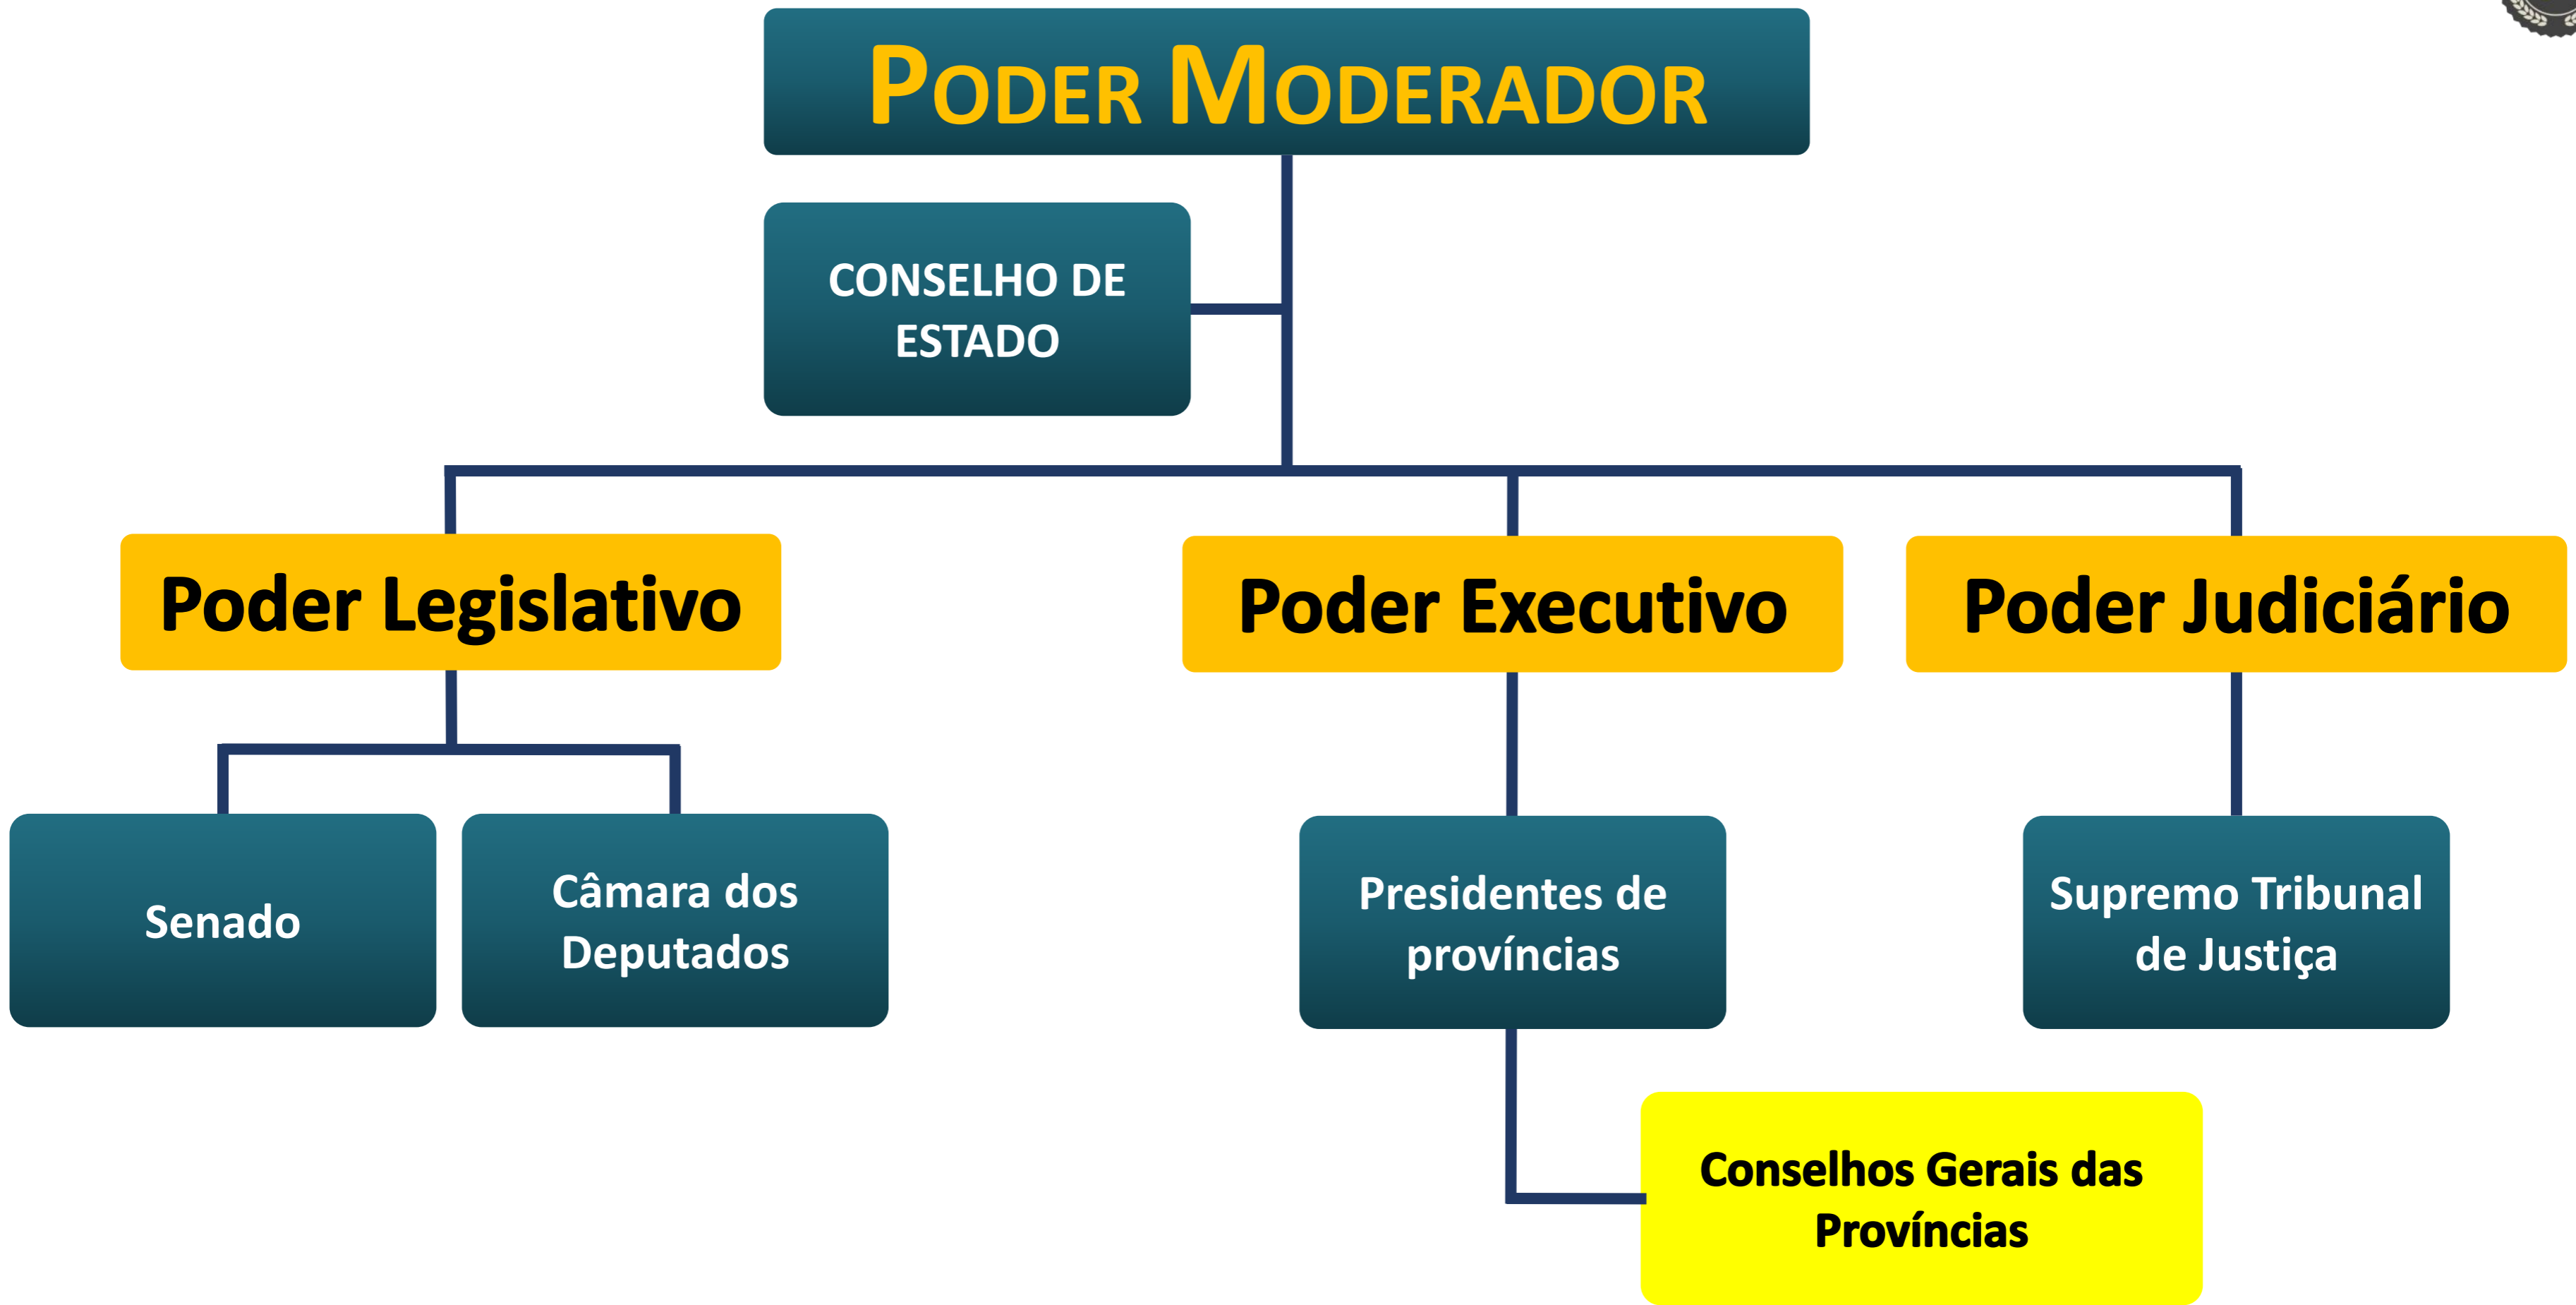 PODER MODERADOR
CONSELHO DE
ESTADO
Poder Legislativo
Poder Executivo
Poder Judiciário
Senado
Câmara dos
Deputados
Presidentes de
províncias
Supremo Tribunal
de Justiça
Conselhos Gerais das
Províncias